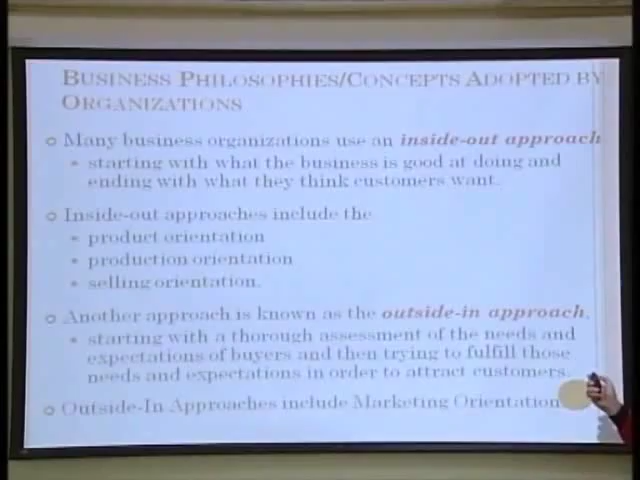 BUSINESS PHILOSOPHIES/CONCEPTS ADOPTED BY
ORGANIZATIONS
Many business organizations use an inside-out approach
starting with what the business is good at doing and
ending with what they think customers want.
Inside-out approaches include the
product orientation
production orientation
selling orientation.
Another approach is known as the outside-in approach,
starting with a thorough assessment of the needs and
expectations of buyers and then trying to fulfill those
needs and expectations in order to attract customers.
Outside-In Approaches include Marketing Orientation